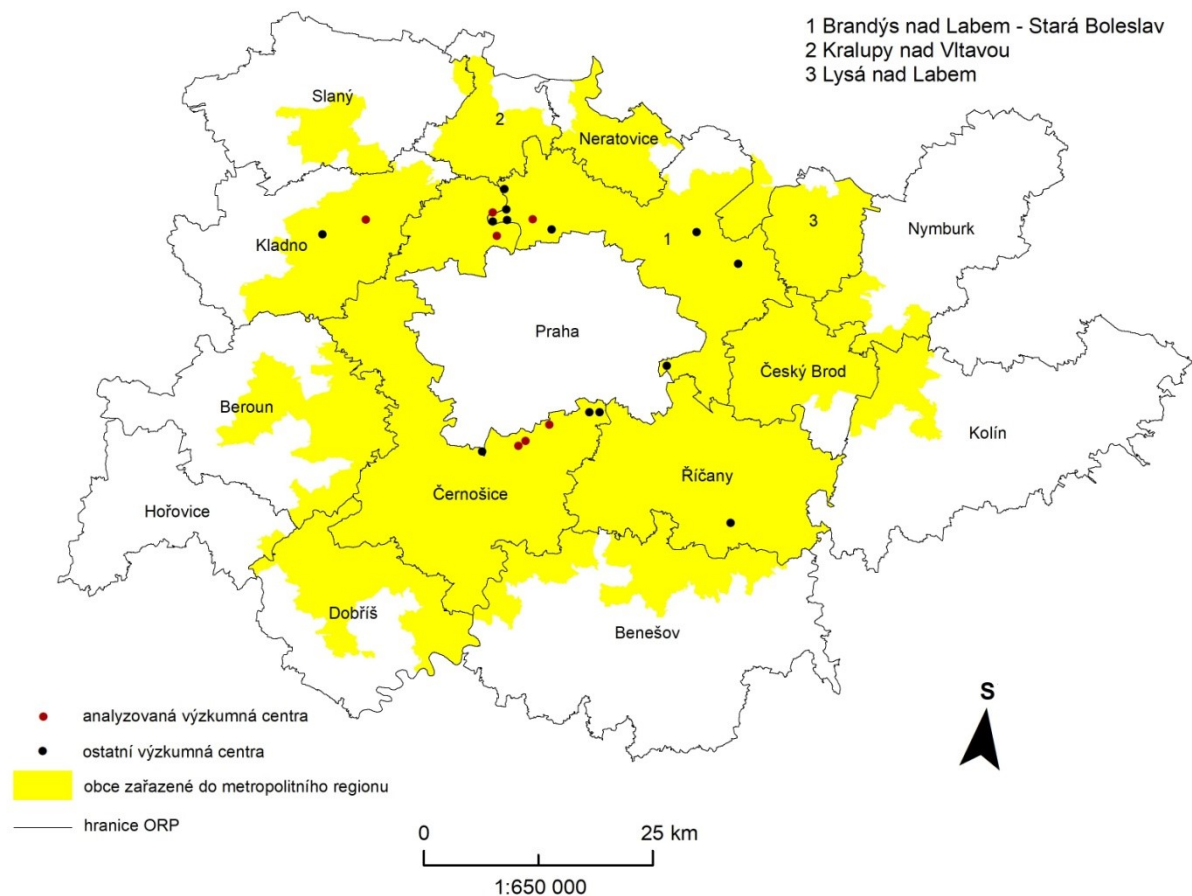 1 Brandýs nad Labem - Stará Boleslav
2 Kralupy nad Vltavou
3 Lysá nad Labem
Slaný
2
Neratovice
3
Nymburk
Kladno
1
Praha
Český Brod
Beroun
Kolín
Říčany
Černošice
Hořovice
Dobříš
Benešov
S
analyzovaná výzkumná centra
ostatní výzkumná centra
obce zařazené do metropolitního regionu
hranice ORP
0 25 km
1:650 000